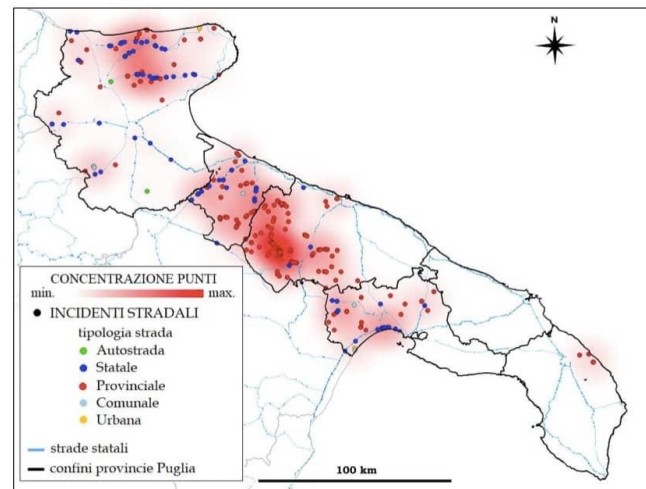 N
CONCENTRAZIONE PUNTI
min. max.
INCIDENTI STRADALI
tipologia strada
Autostrada
Statale
Provinciale
Comunale
Urbana
strade statali
confini provincie Puglia
100 km